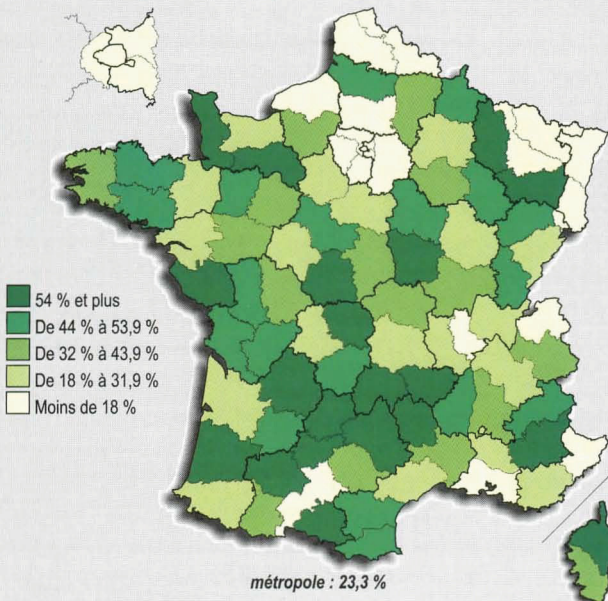 54 % et plus
De 44 % à 53,9 %
De 32 % à 43,9 %
De 18 % à 31,9 %
Moins de 18 %
métropole : 23,3 %